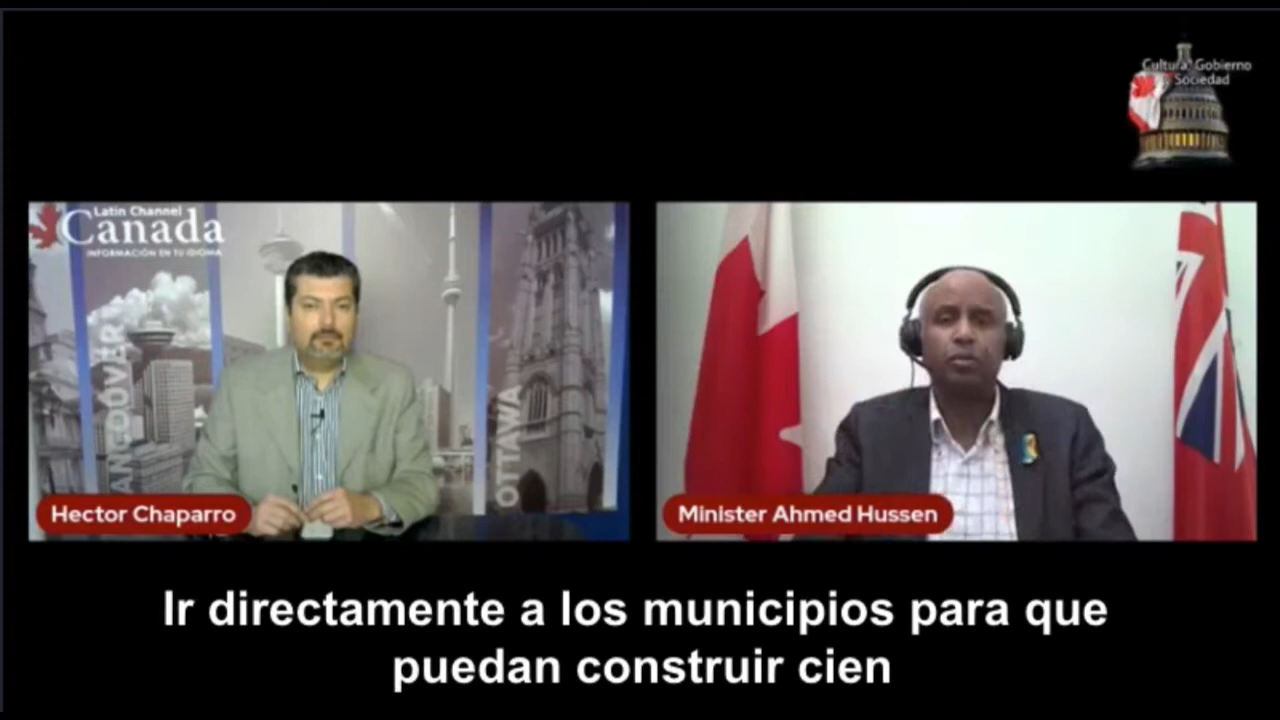 Cultura, Gobierno
y Sociedad
Latin Channel
Canada
INFORMACIÓN EN TU IDIOMA
VANCOUVER
OTTAWA
Hector Chaparro
Minister Ahmed Hussen
Ir directamente a los municipios para que
puedan construir cien